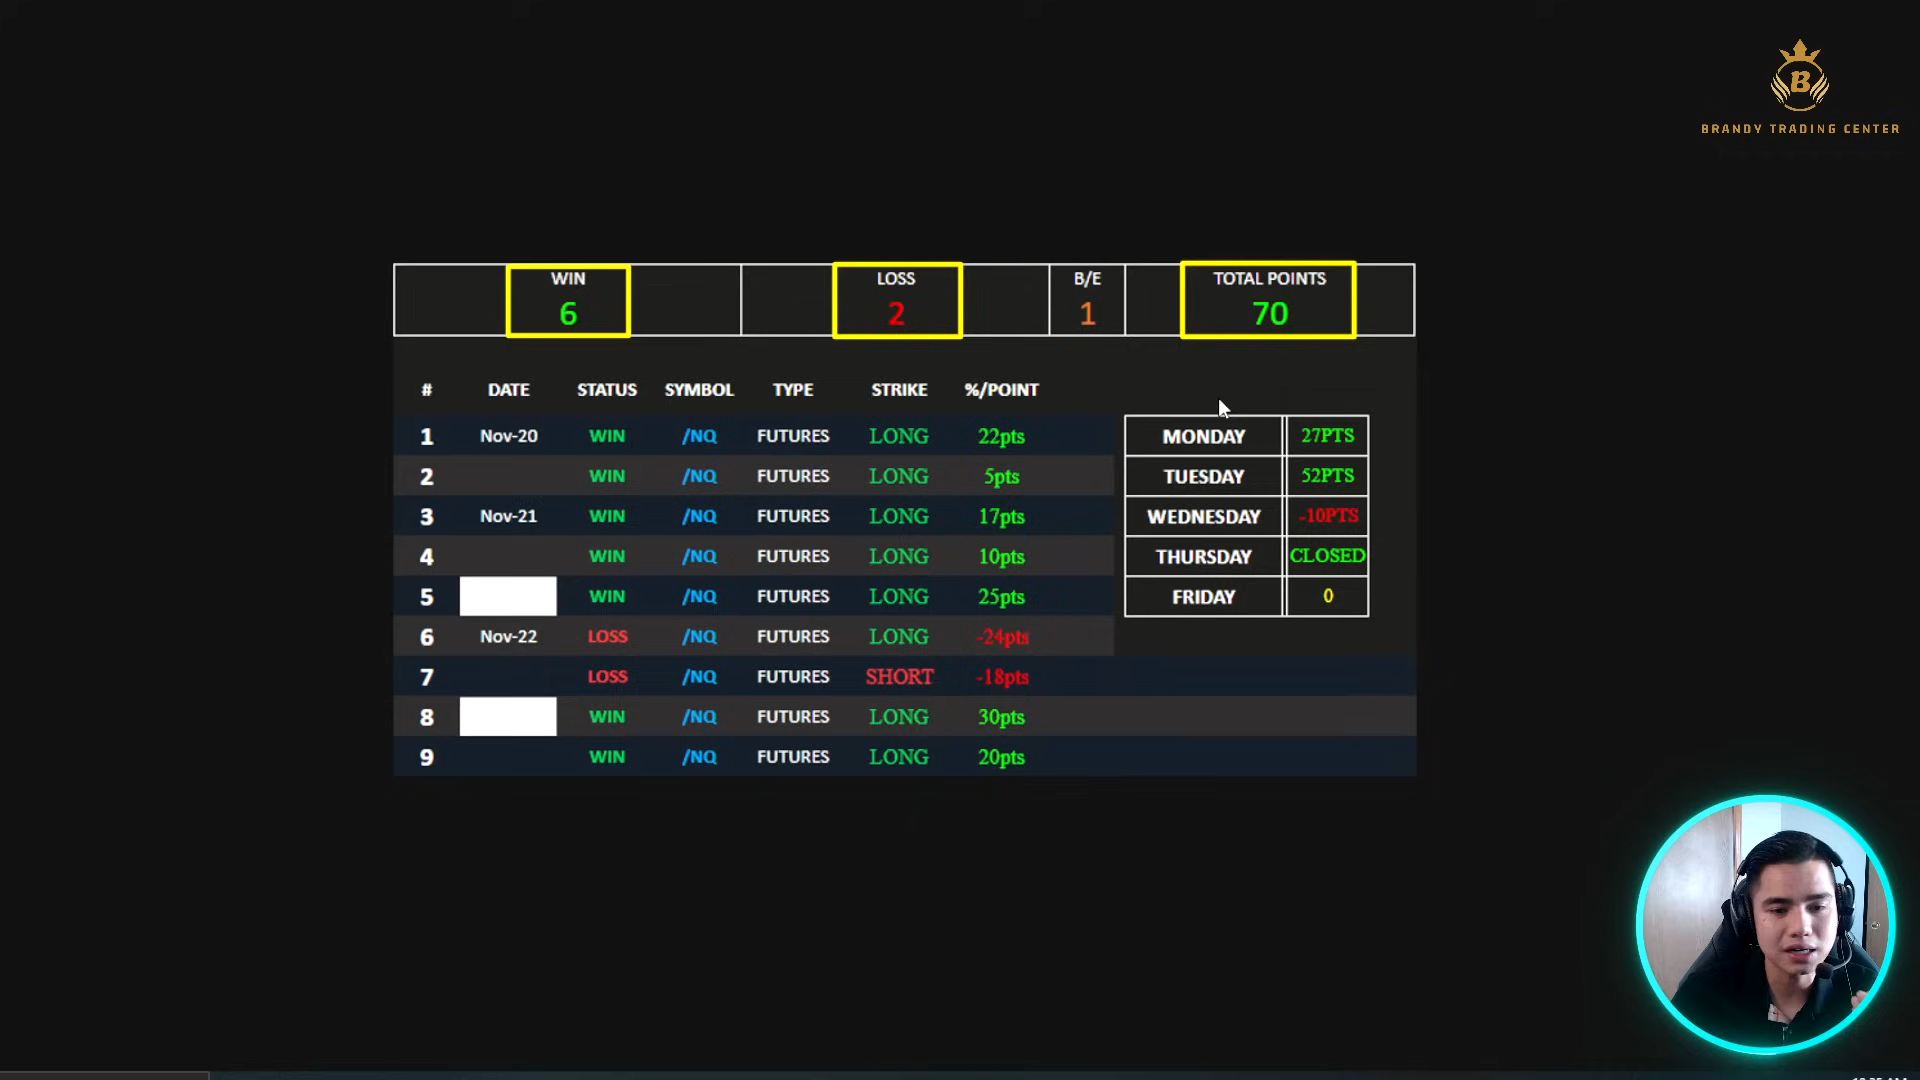 B
BRANDY TRADING CENTER
WIN LOSS B/E TOTAL POINTS
6 2 1 70
# DATE STATUS SYMBOL TYPE STRIKE %/POINT
1 Nov-20 WIN /NQ FUTURES LONG 22pts MONDAY 27PTS
2 WIN /NQ FUTURES LONG 5pts TUESDAY 52PTS
3 Nov-21 WIN /NQ FUTURES LONG 17pts WEDNESDAY -10PTS
4 WIN /NQ FUTURES LONG 10pts THURSDAY CLOSED
5 WIN /NQ FUTURES LONG 25pts FRIDAY 0
6 Nov-22 LOSS /NQ FUTURES LONG -24pts
7 LOSS /NQ FUTURES SHORT -18pts
8 WIN /NQ FUTURES LONG 30pts
9 WIN /NQ FUTURES LONG 20pts